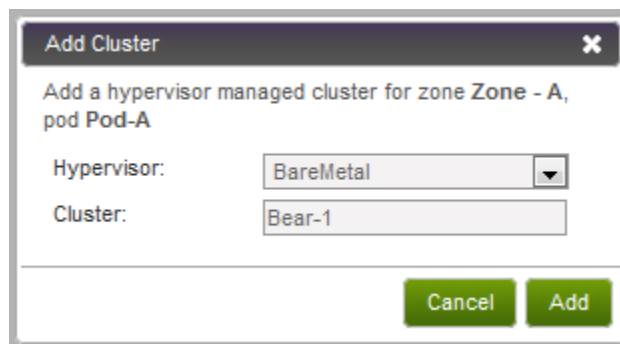 Add Cluster
Add a hypervisor managed cluster for zone Zone - A,
pod Pod-A
Hypervisor: BareMetal
Cluster: Bear-1
Cancel Add